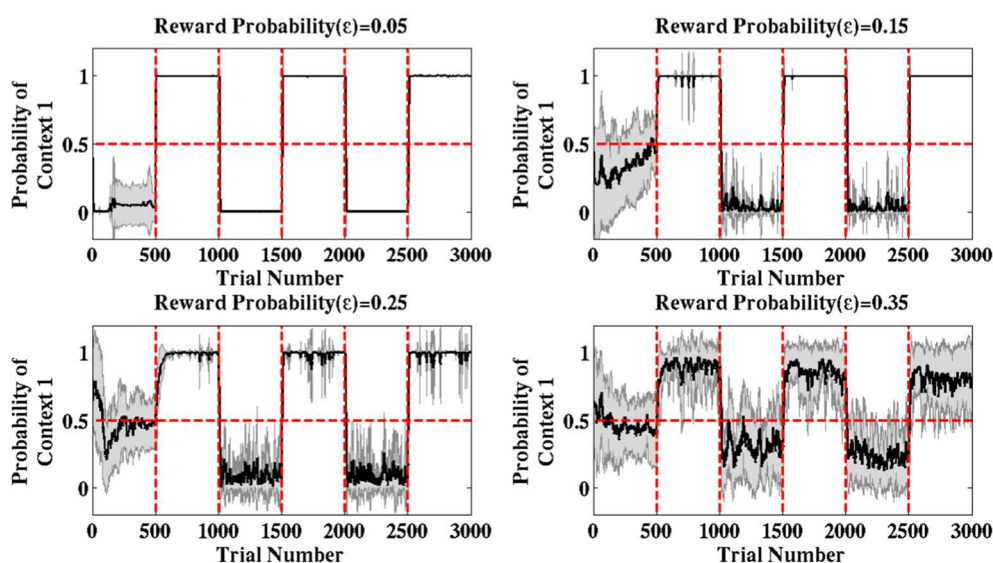 Reward Probability(ε)=0.05
Probability of
Context 1
1
0.5
0
0 500 1000 1500 2000 2500 3000
Trial Number
Reward Probability(ε)=0.15
Probability of
Context 1
1
0.5
0
0 500 1000 1500 2000 2500 3000
Trial Number
Reward Probability(ε)=0.25
Probability of
Context 1
1
0.5
0
0 500 1000 1500 2000 2500 3000
Trial Number
Reward Probability(ε)=0.35
Probability of
Context 1
1
0.5
0
0 500 1000 1500 2000 2500 3000
Trial Number